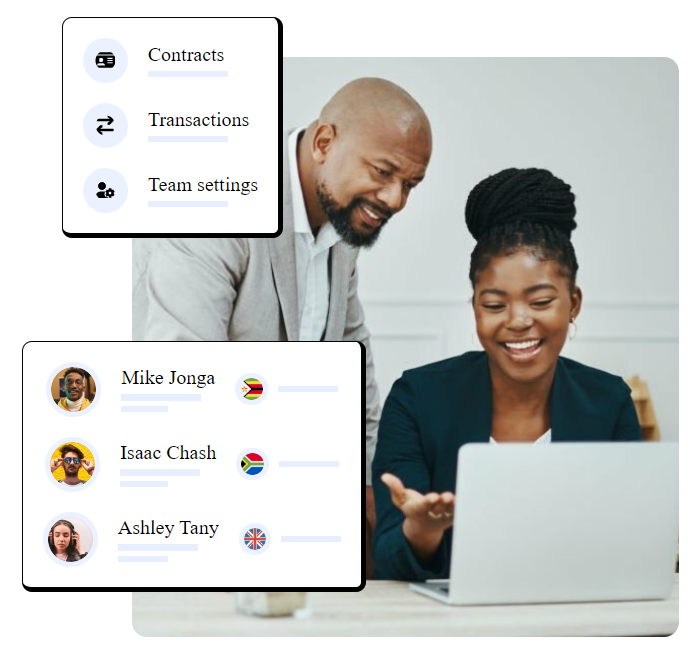 Contracts
Transactions
Team settings
Mike Jonga
Isaac Chash
Ashley Tany